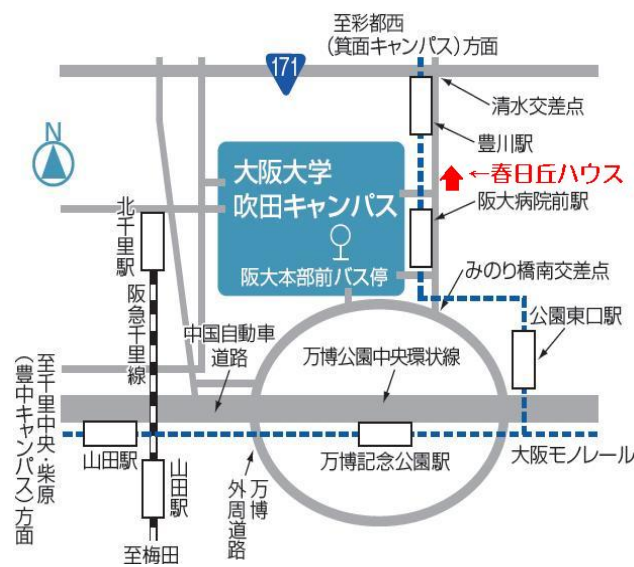 至彩都西
（箕面キャンパス）方面
171
清水交差点
豊川駅
N
←春日丘ハウス
大阪大学
吹田キャンパス
阪大病院前駅
北千里駅
阪大本部前バス停
みのり橋南交差点
公園東口駅
阪急千里線
中国自動車
道路
万博公園中央環状線
至千里中央・柴原
（豊中キャンパス）方面
山田駅
万博記念公園駅
大阪モノレール
山田駅
万博
外周道路
至梅田